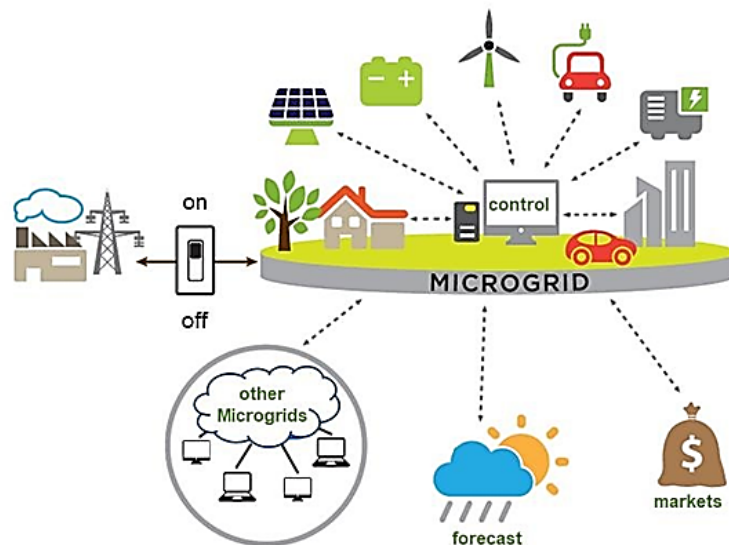 on
control
MICROGRID
off
other
Microgrids
$
markets
forecast